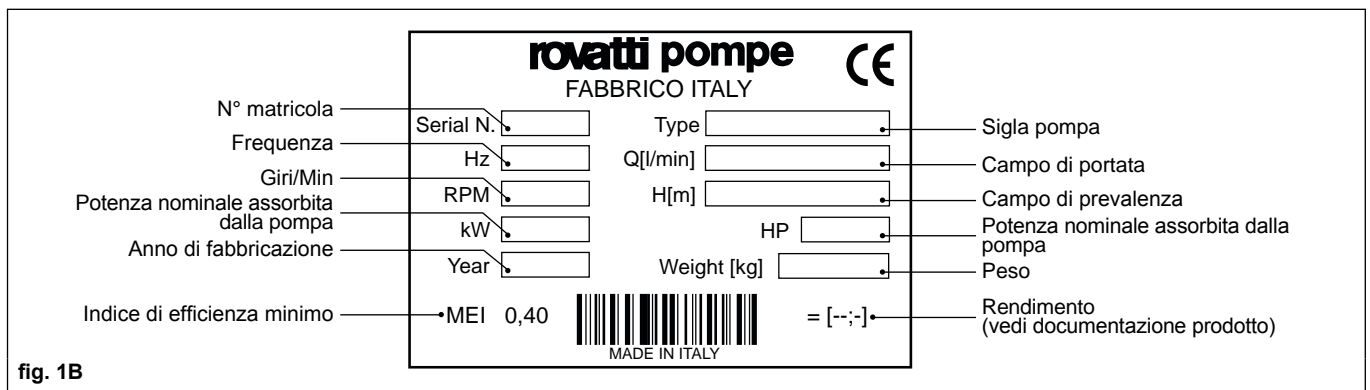 rovatti pompe
CE
FABBRICO ITALY
N° matricola
Serial N.
Type
Sigla pompa
Frequenza
Hz
Q[l/min]
Campo di portata
Giri/Min
RPM
H[m]
Campo di prevalenza
Potenza nominale assorbita
dalla pompa
kW
HP
Potenza nominale assorbita dalla
pompa
Anno di fabbricazione
Year
Weight [kg]
Peso
Indice di efficienza minimo
MEI 0,40
= [--;-]
Rendimento
(vedi documentazione prodotto)
MADE IN ITALY
fig. 1B